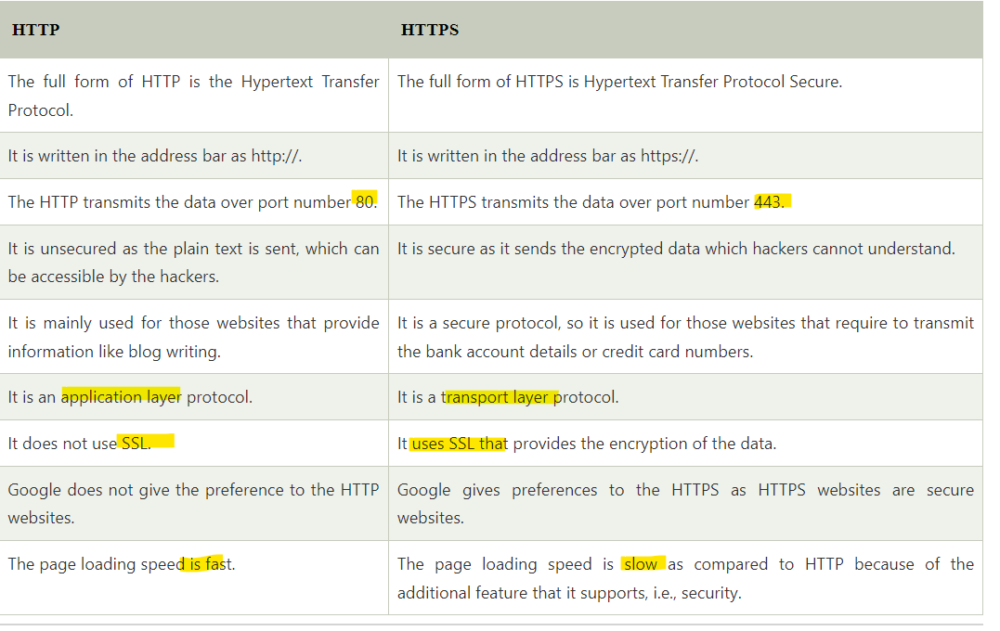 HTTP
HTTPS
The full form of HTTP is the Hypertext Transfer
Protocol.
The full form of HTTPS is Hypertext Transfer Protocol Secure.
It is written in the address bar as http://.
It is written in the address bar as https://.
The HTTP transmits the data over port number 80.
The HTTPS transmits the data over port number 443.
It is unsecured as the plain text is sent, which can
be accessible by the hackers.
It is secure as it sends the encrypted data which hackers cannot understand.
It is mainly used for those websites that provide
information like blog writing.
It is a secure protocol, so it is used for those websites that require to transmit
the bank account details or credit card numbers.
It is an application layer protocol.
It is a transport layer protocol.
It does not use SSL.
It uses SSL that provides the encryption of the data.
Google does not give the preference to the HTTP
websites.
Google gives preferences to the HTTPS as HTTPS websites are secure
websites.
The page loading speed is fast.
The page loading speed is slow as compared to HTTP because of the
additional feature that it supports, i.e., security.